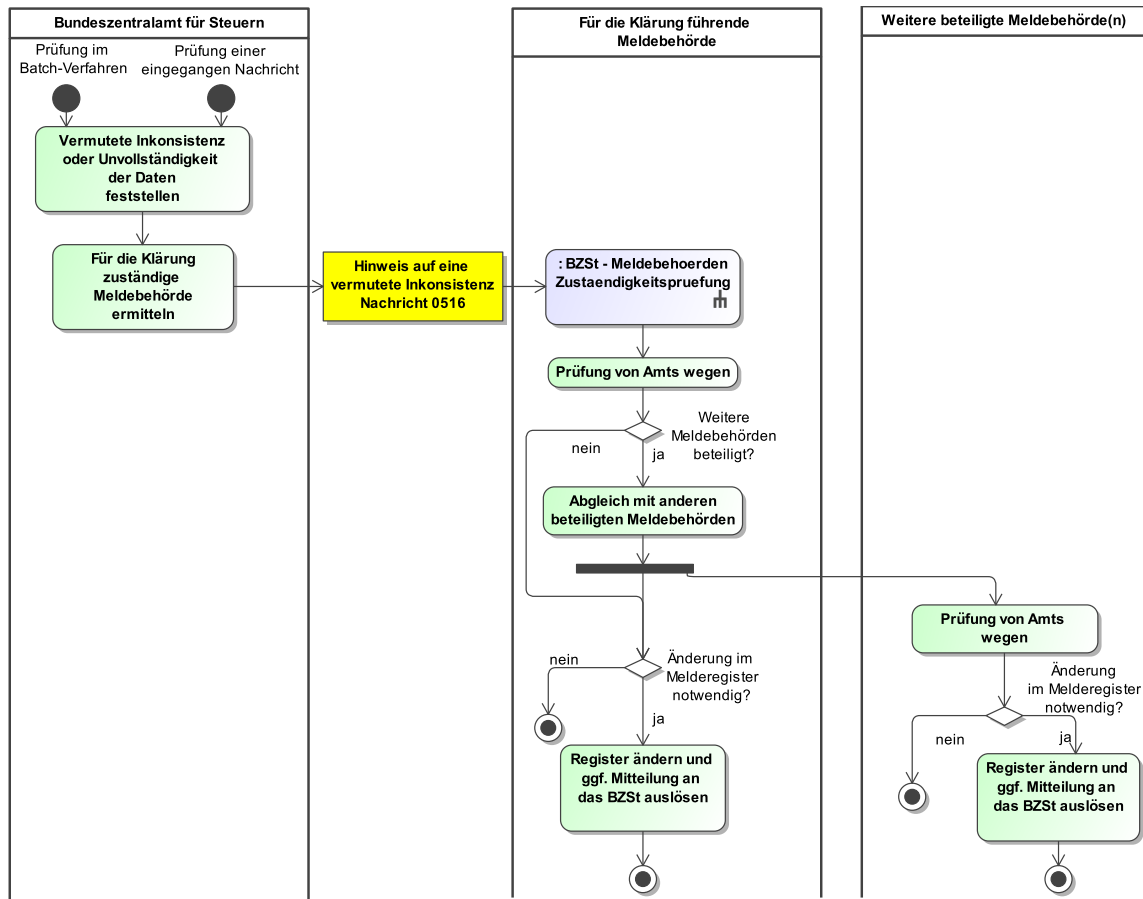 Bundeszentralamt für Steuern
Prüfung im
Batch-Verfahren
Prüfung einer
eingegangen Nachricht
Vermutete Inkonsistenz
oder Unvollständigkeit
der Daten
feststellen
Für die Klärung
zuständige
Meldebehörde
ermitteln
Hinweis auf eine
vermutete Inkonsistenz
Nachricht 0516
Für die Klärung führende
Meldebehörde
: BZSt - Meldebehoerden
Zustaendigkeitspruefung
Prüfung von Amts wegen
Weitere
Meldebehörden
beteiligt?
nein
ja
Abgleich mit anderen
beteiligten Meldebehörden
nein
Änderung im
Melderegister
notwendig?
ja
Register ändern und
ggf. Mitteilung an
das BZSt auslösen
Weitere beteiligte Meldebehörde(n)
Prüfung von Amts
wegen
Änderung
im Melderegister
notwendig?
nein
ja
Register ändern und
ggf. Mitteilung an
das BZSt auslösen